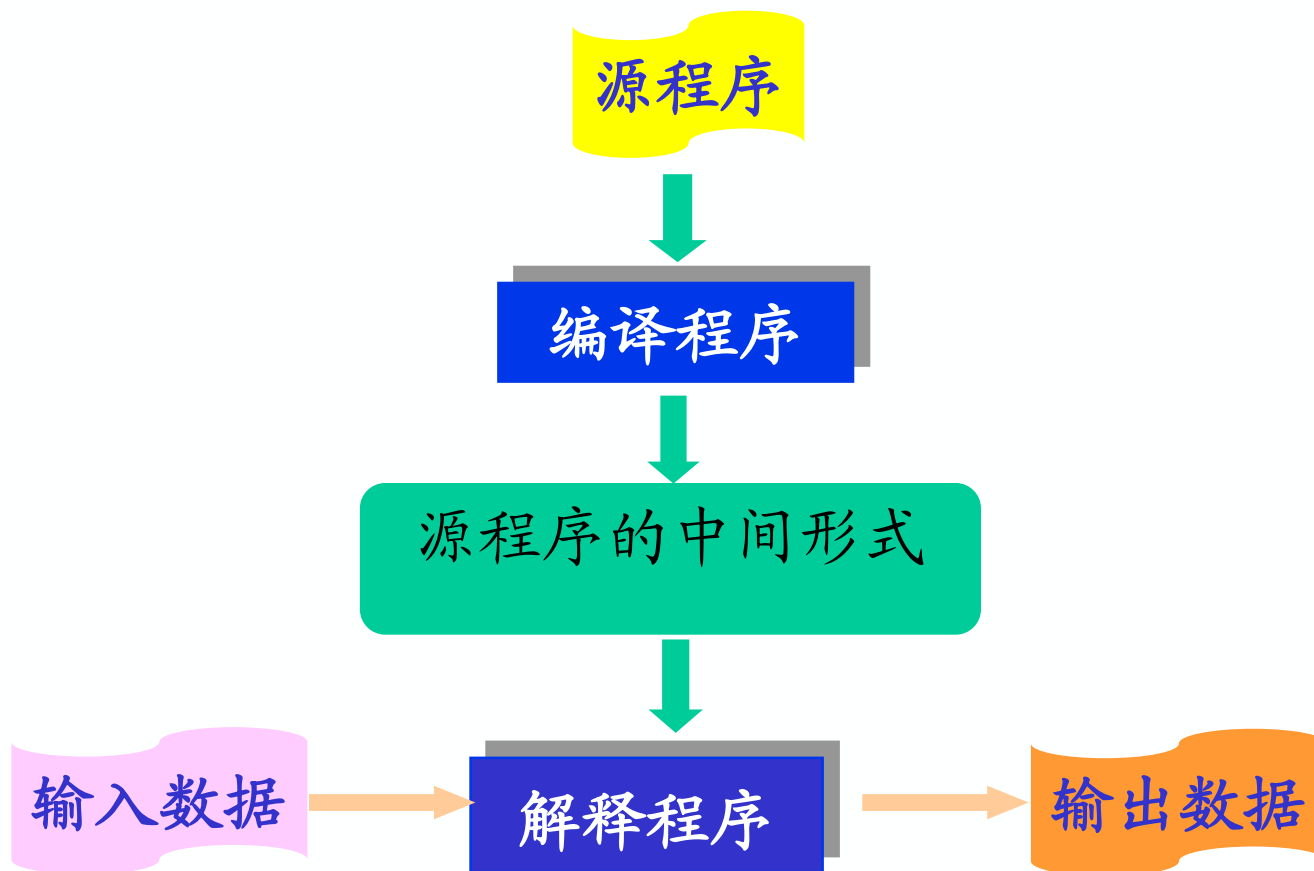 源程序
编译程序
源程序的中间形式
输入数据
解释程序
输出数据